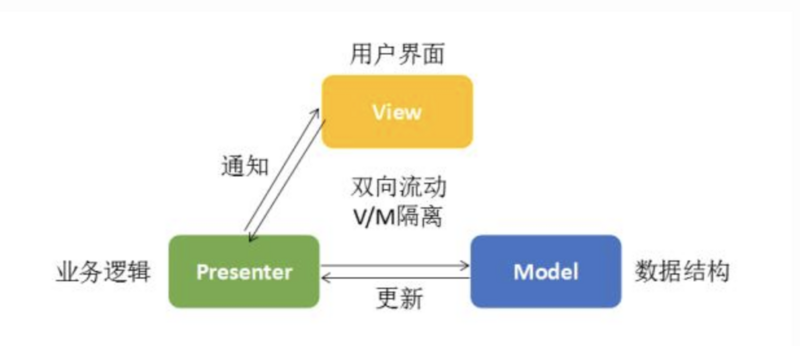 用户界面
View
通知
双向流动
V/M隔离
业务逻辑
Presenter
Model
数据结构
更新